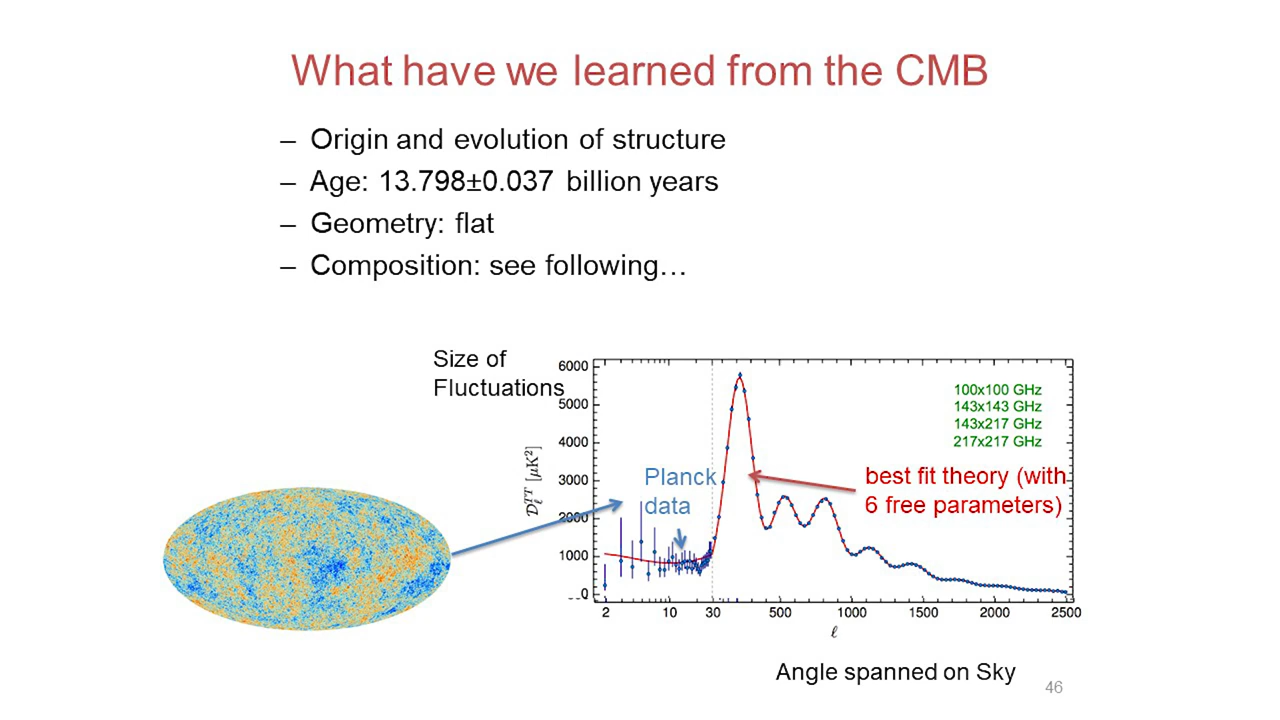 What have we learned from the CMB
– Origin and evolution of structure
– Age: 13.798±0.037 billion years
– Geometry: flat
– Composition: see following…
Size of
Fluctuations
6000
5000
4000
3000
2000
1000
0
𝒟ℓᵀᵀ [μK²]
100x100 GHz
143x143 GHz
143x217 GHz
217x217 GHz
Planck
data
best fit theory (with
6 free parameters)
2 10 30 500 1000 1500 2000 2500
ℓ
Angle spanned on Sky
46